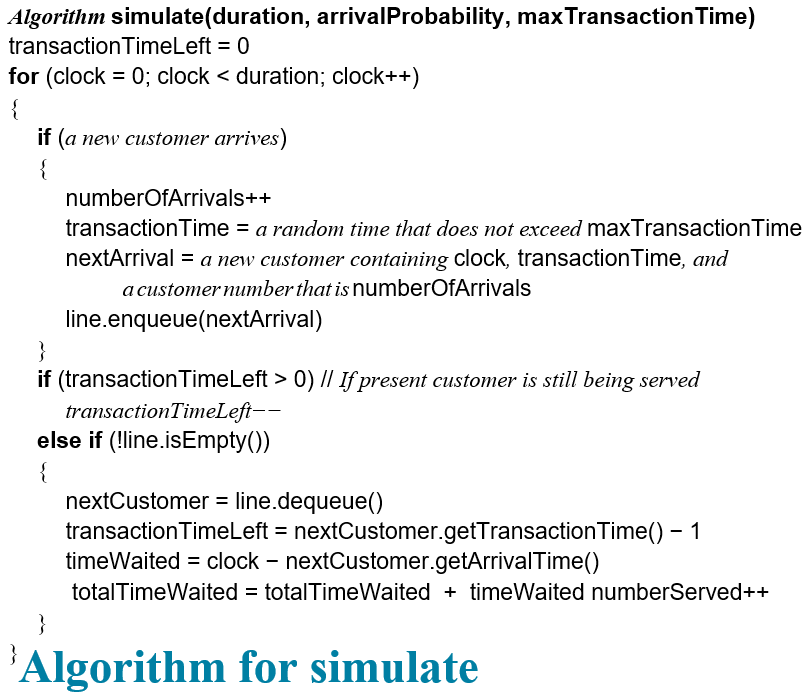 Algorithm simulate(duration, arrivalProbability, maxTransactionTime)
transactionTimeLeft = 0
for (clock = 0; clock < duration; clock++)
{
if (a new customer arrives)
{
numberOfArrivals++
transactionTime = a random time that does not exceed maxTransactionTime
nextArrival = a new customer containing clock, transactionTime, and
a customer number that is numberOfArrivals
line.enqueue(nextArrival)
}
if (transactionTimeLeft > 0) // If present customer is still being served
transactionTimeLeft−−
else if (!line.isEmpty())
{
nextCustomer = line.dequeue()
transactionTimeLeft = nextCustomer.getTransactionTime() − 1
timeWaited = clock − nextCustomer.getArrivalTime()
totalTimeWaited = totalTimeWaited + timeWaited numberServed++
}
}
Algorithm for simulate